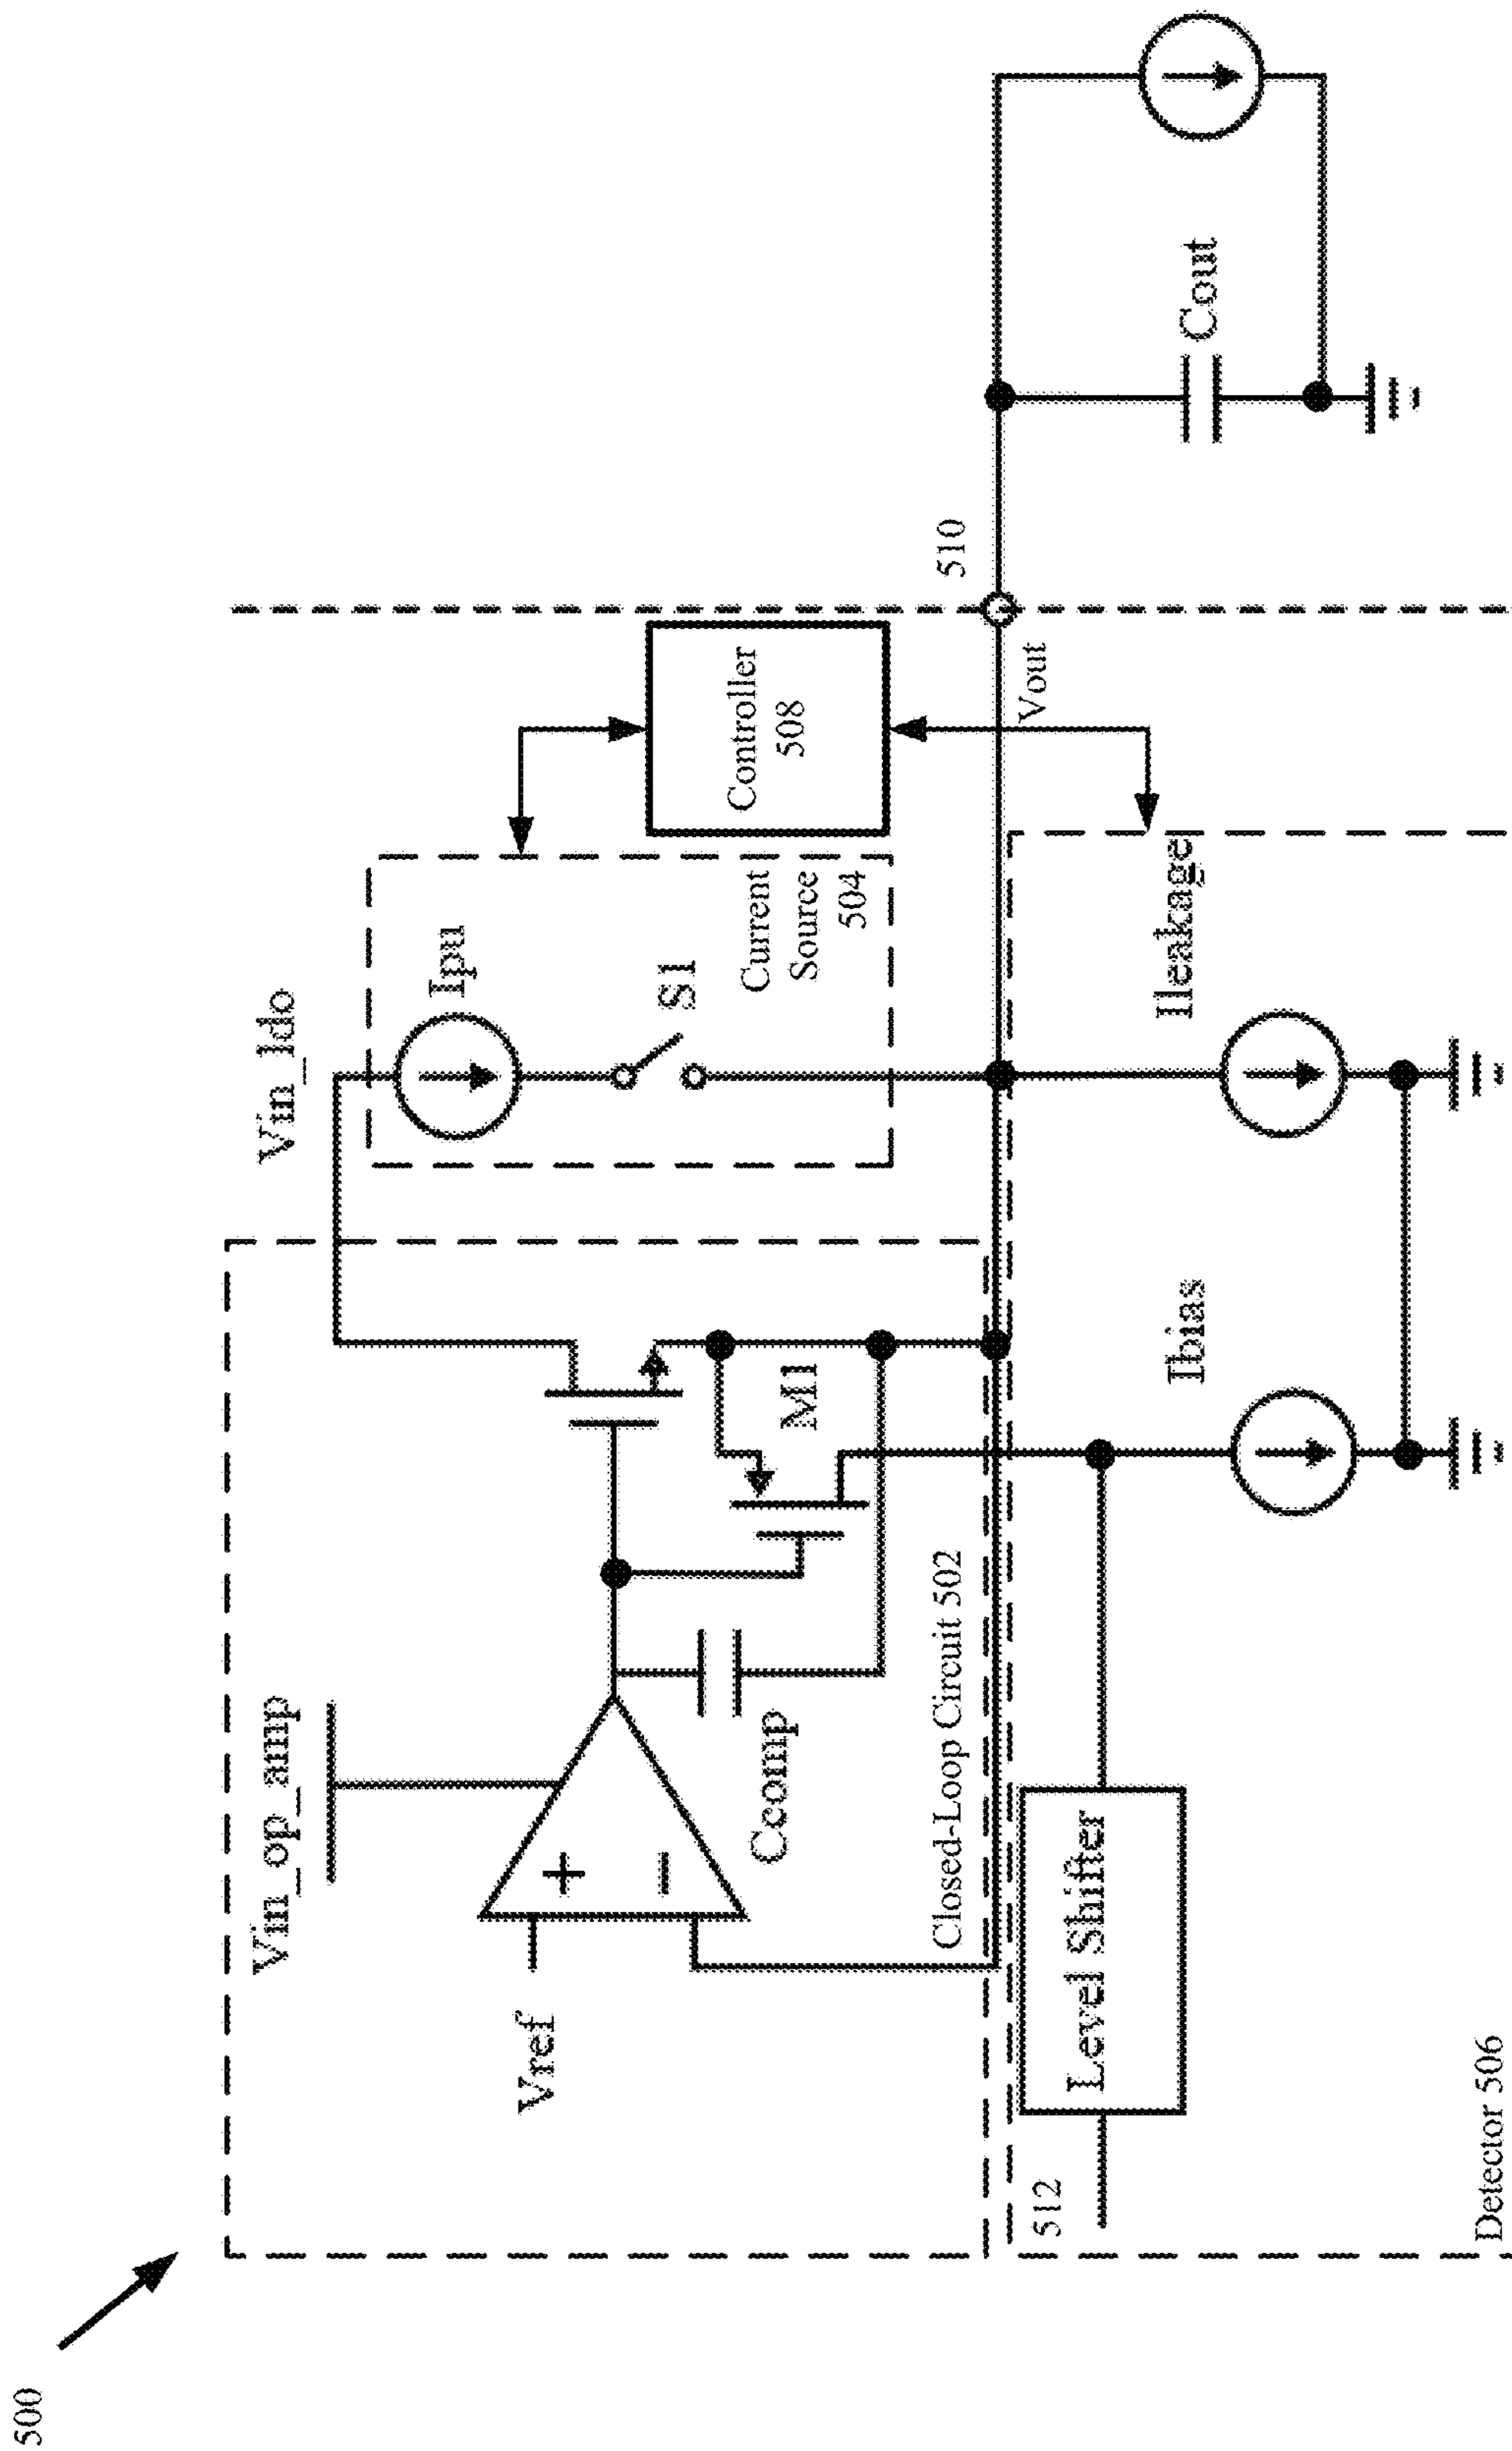 500
Vin_op_amp
Vin_ldo
Vref
+
−
Ccomp
M1
Closed-Loop Circuit 502
Ipu
S1
Current
Source
504
Controller
508
Vout
510
Cout
512
Level Shifter
Ibias
Ileakage
Detector 506